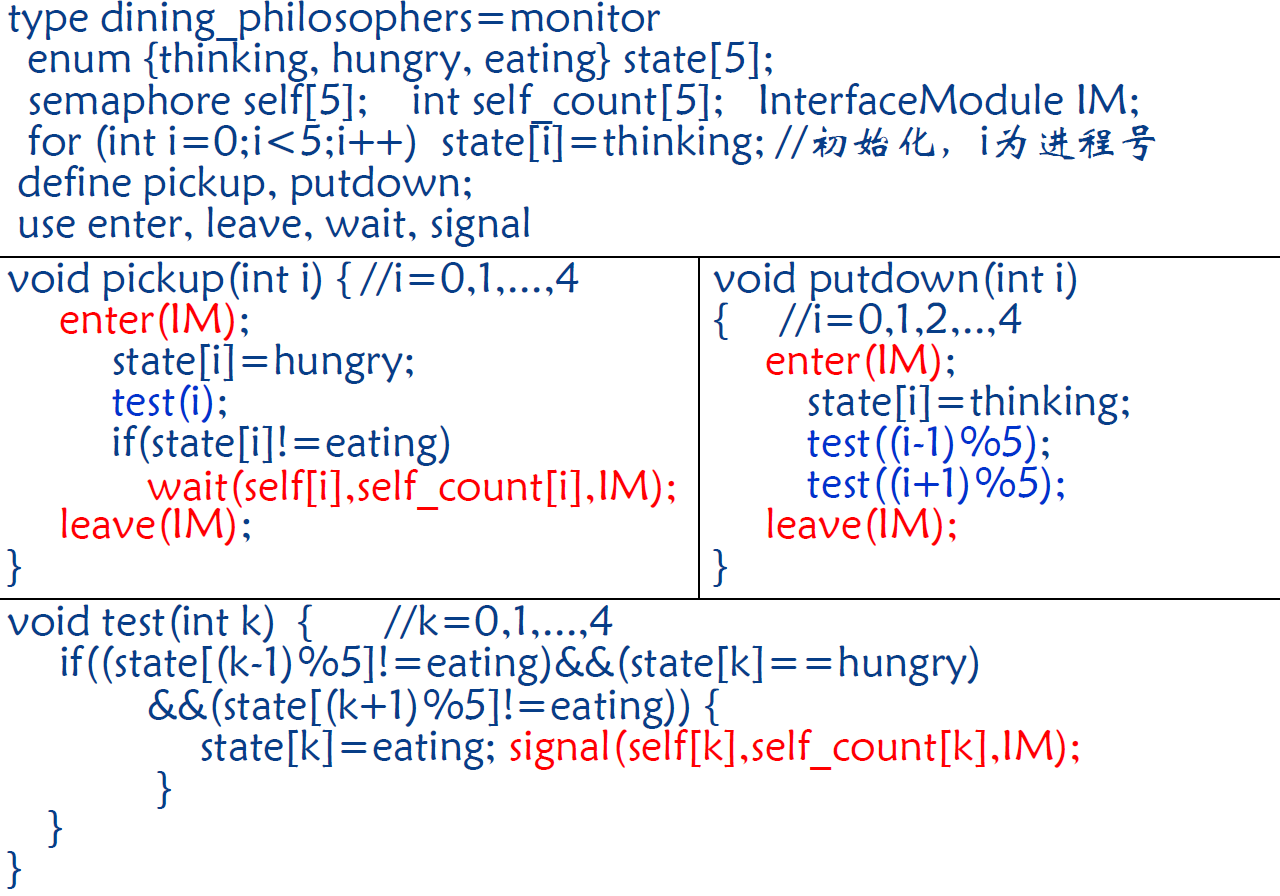 type dining_philosophers=monitor
enum {thinking, hungry, eating} state[5];
semaphore self[5]; int self_count[5]; InterfaceModule IM;
for (int i=0;i<5;i++) state[i]=thinking; //初始化，i为进程号
define pickup, putdown;
use enter, leave, wait, signal
void pickup(int i) { //i=0,1,...,4
enter(IM);
state[i]=hungry;
test(i);
if(state[i]!=eating)
wait(self[i],self_count[i],IM);
leave(IM);
}
void putdown(int i)
{ //i=0,1,2,..,4
enter(IM);
state[i]=thinking;
test((i-1)%5);
test((i+1)%5);
leave(IM);
}
void test(int k) { //k=0,1,...,4
if((state[(k-1)%5]!=eating)&&(state[k]==hungry)
&&(state[(k+1)%5]!=eating)) {
state[k]=eating; signal(self[k],self_count[k],IM);
}
}
}